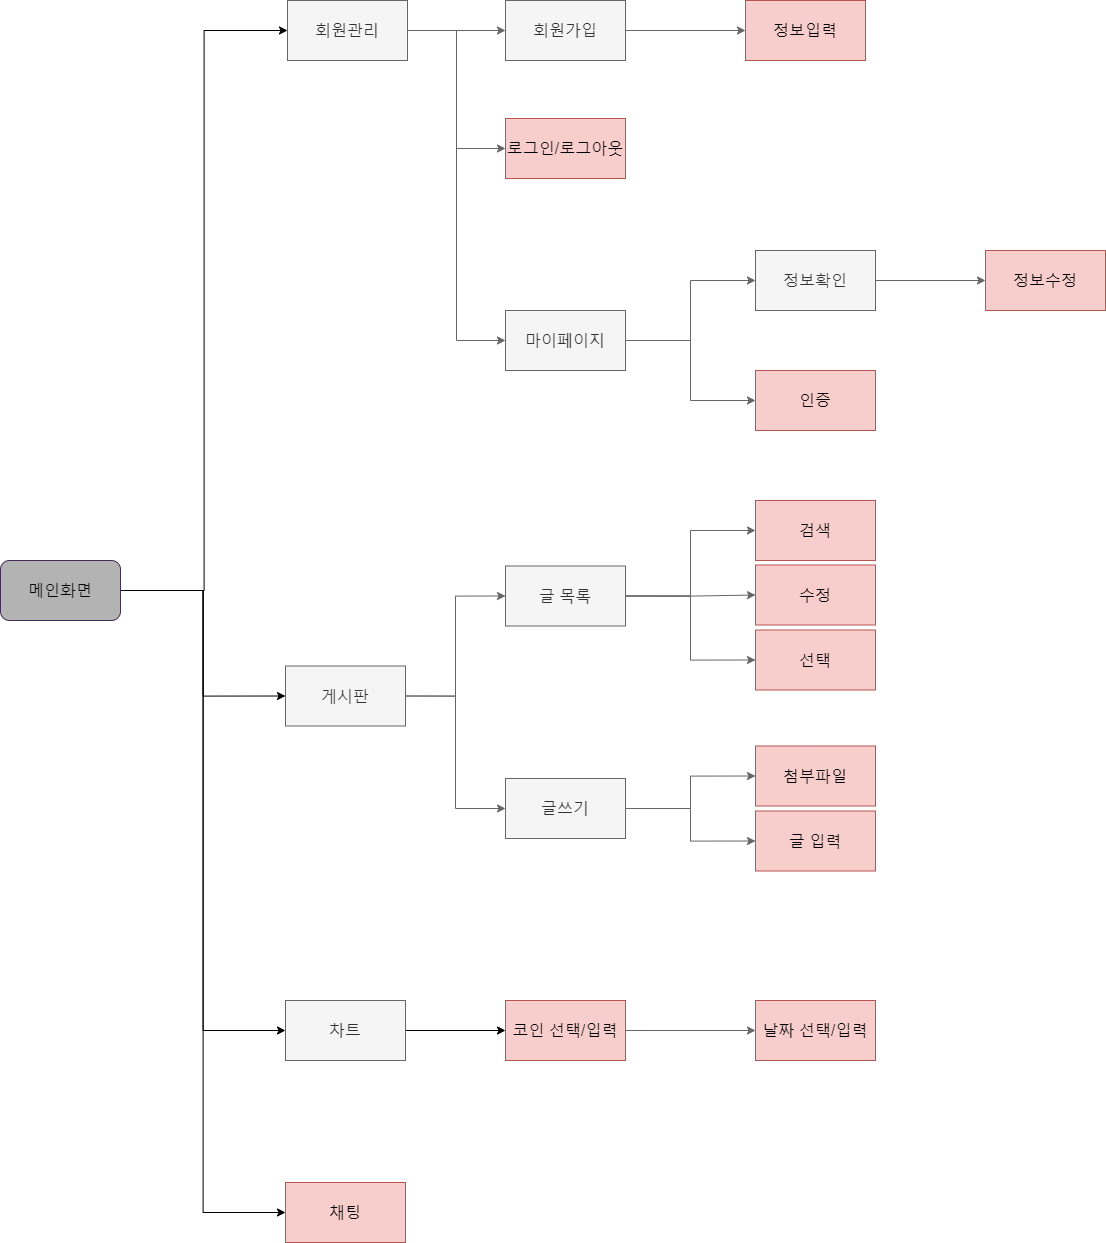 회원관리
회원가입
정보입력
로그인/로그아웃
정보확인
정보수정
마이페이지
인증
검색
메인화면
글 목록
수정
선택
게시판
첨부파일
글쓰기
글 입력
차트
코인 선택/입력
날짜 선택/입력
채팅